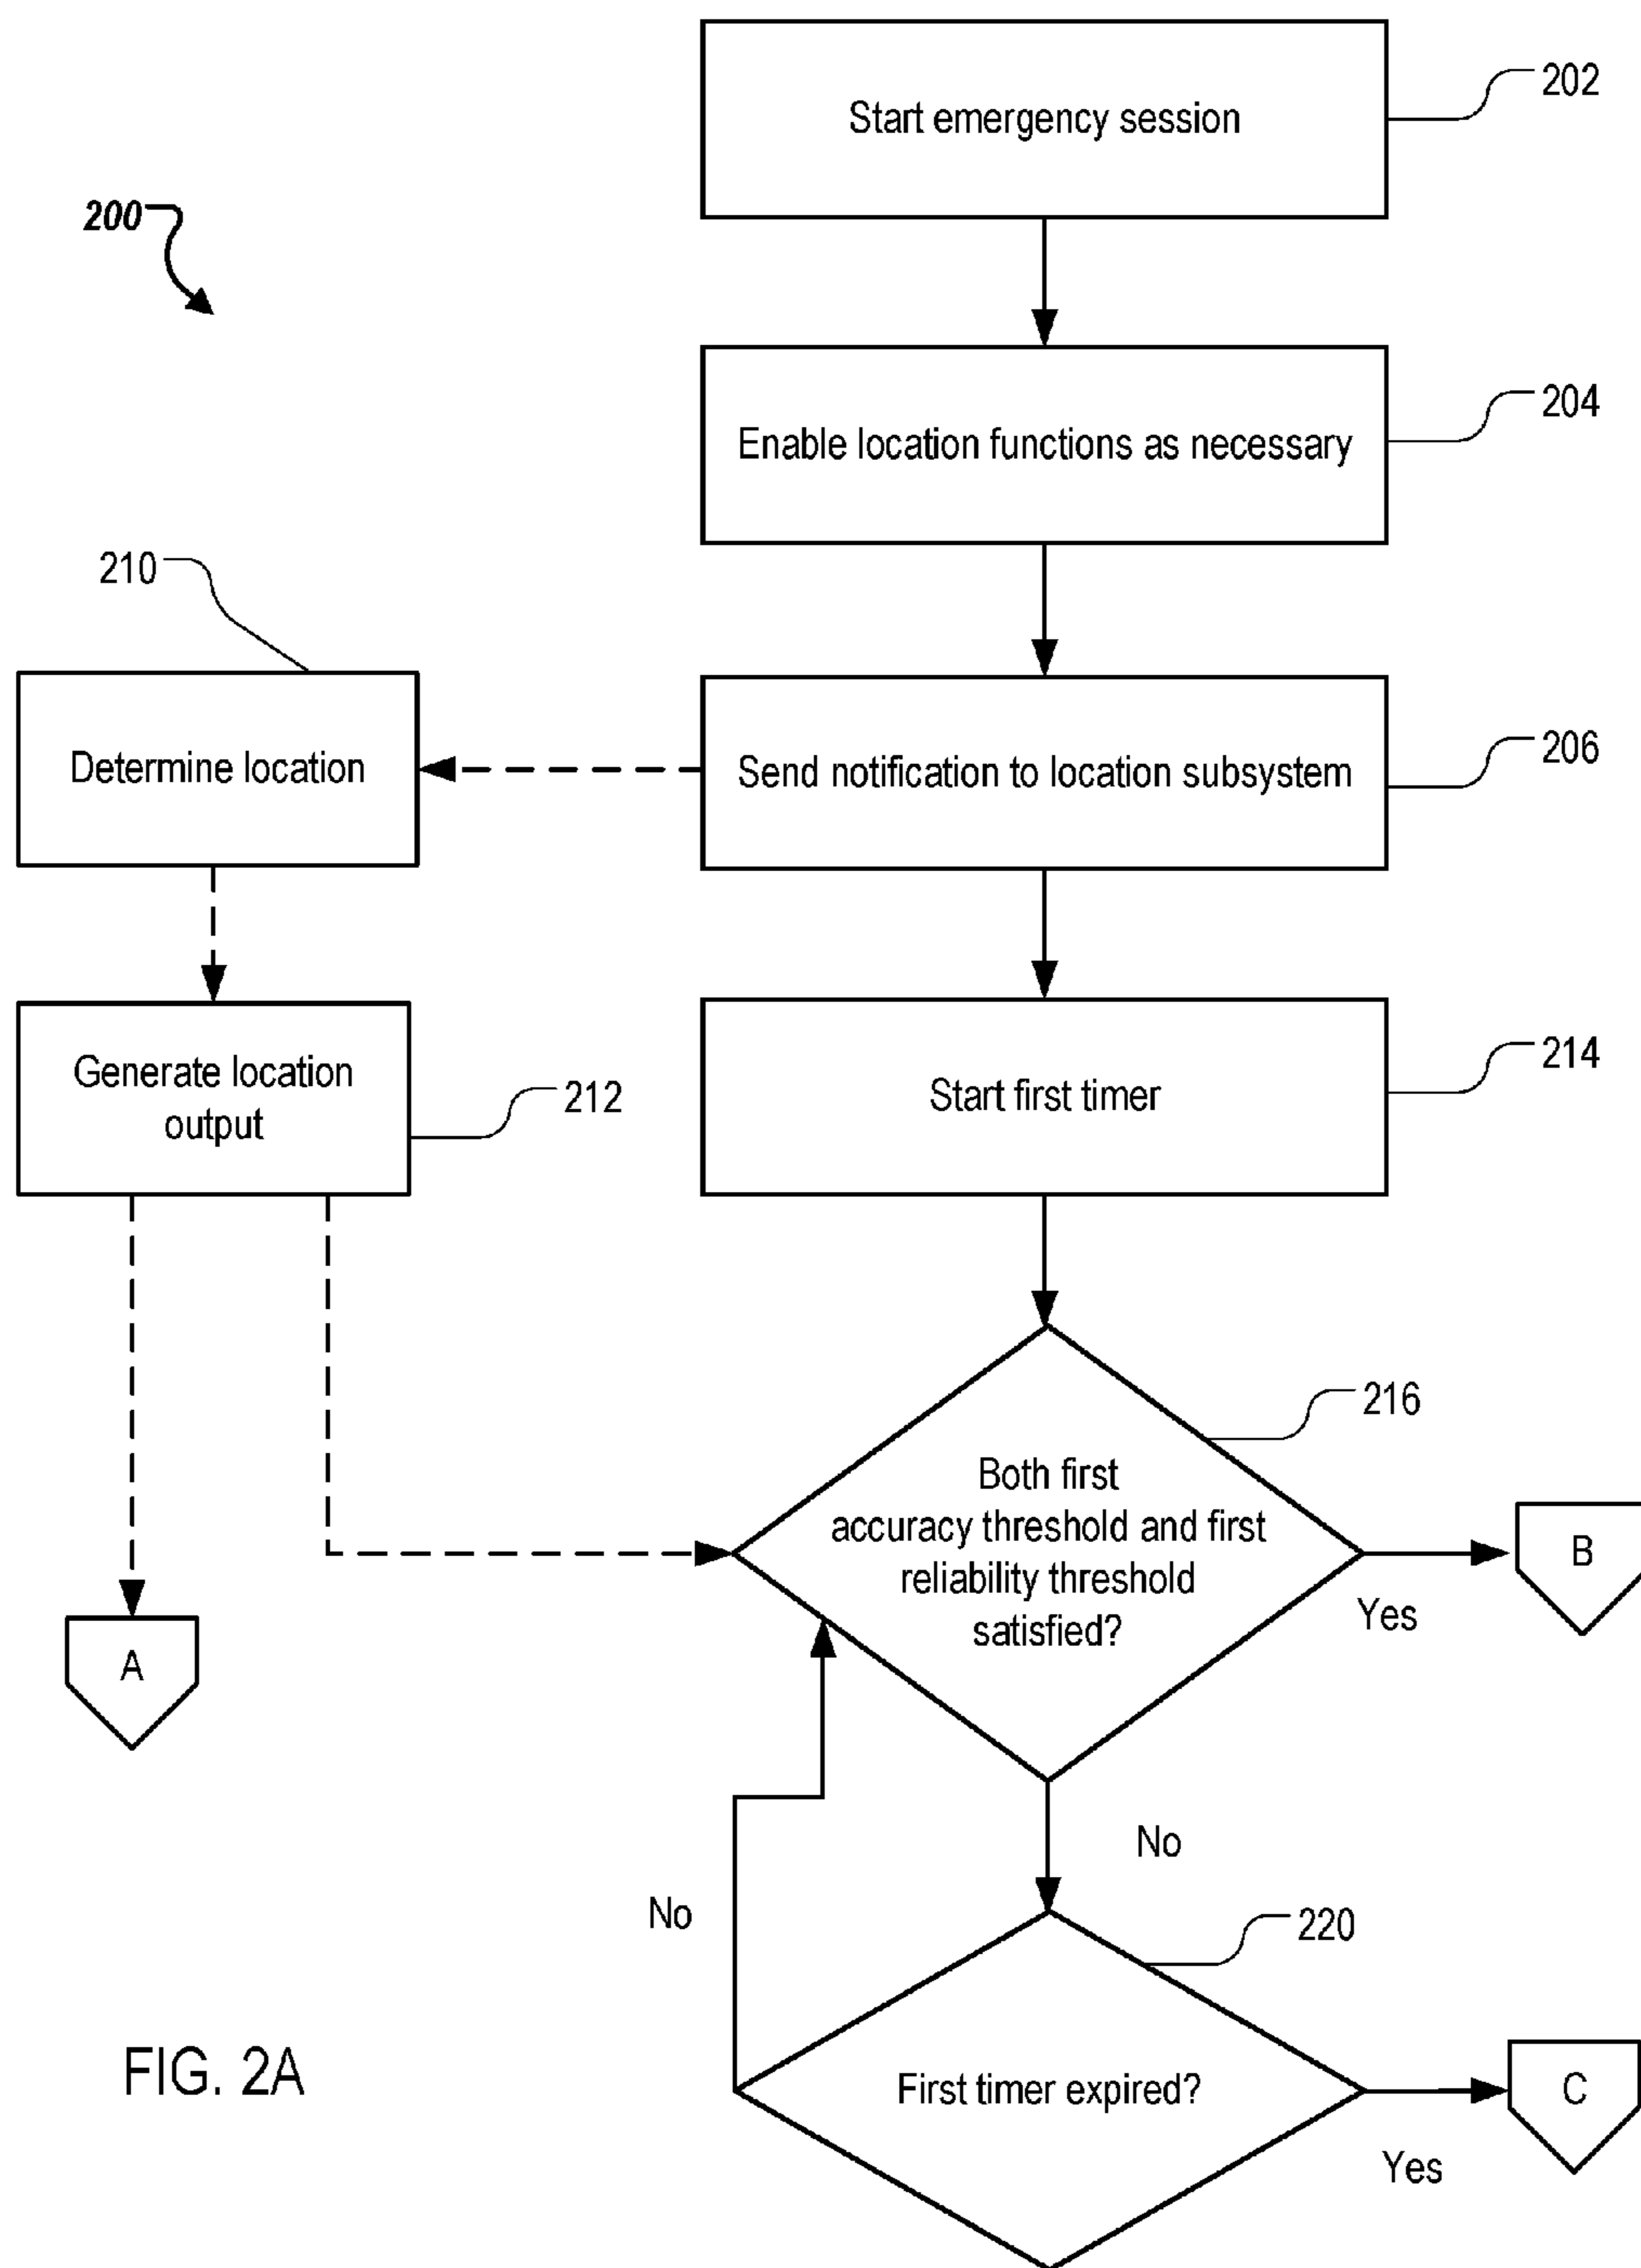 Start emergency session
202
200
Enable location functions as necessary
204
210
Determine location
Send notification to location subsystem
206
Generate location
output
212
Start first timer
214
216
Both first
accuracy threshold and first
reliability threshold
satisfied?
B
Yes
A
No
No
220
FIG. 2A
First timer expired?
C
Yes